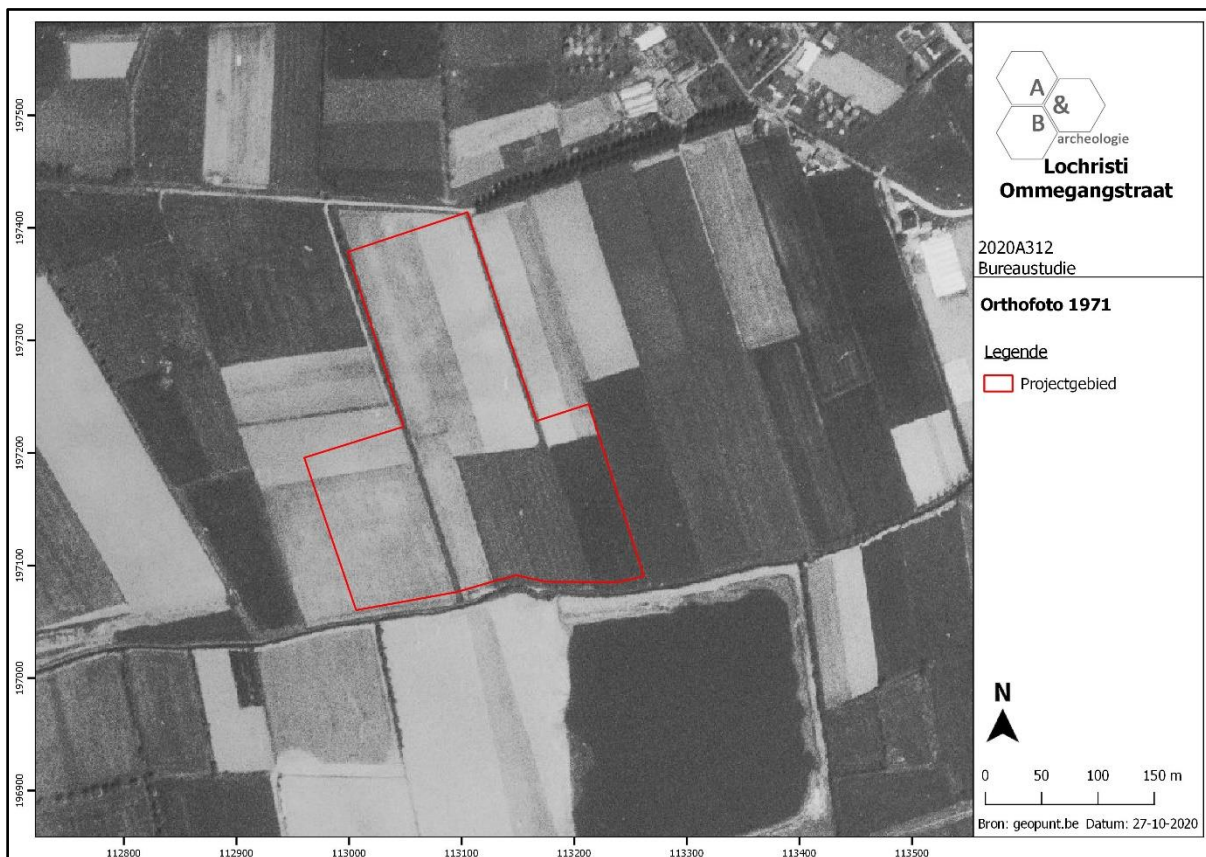 A
&
B
archeologie
Lochristi
Ommegangstraat
2020A312
Bureaustudie
Orthofoto 1971
Legende
Projectgebied
N
0 50 100 150 m
Bron: geopunt.be Datum: 27-10-2020
197500
197400
197300
197200
197100
197000
196900
112800 112900 113000 113100 113200 113300 113400 113500